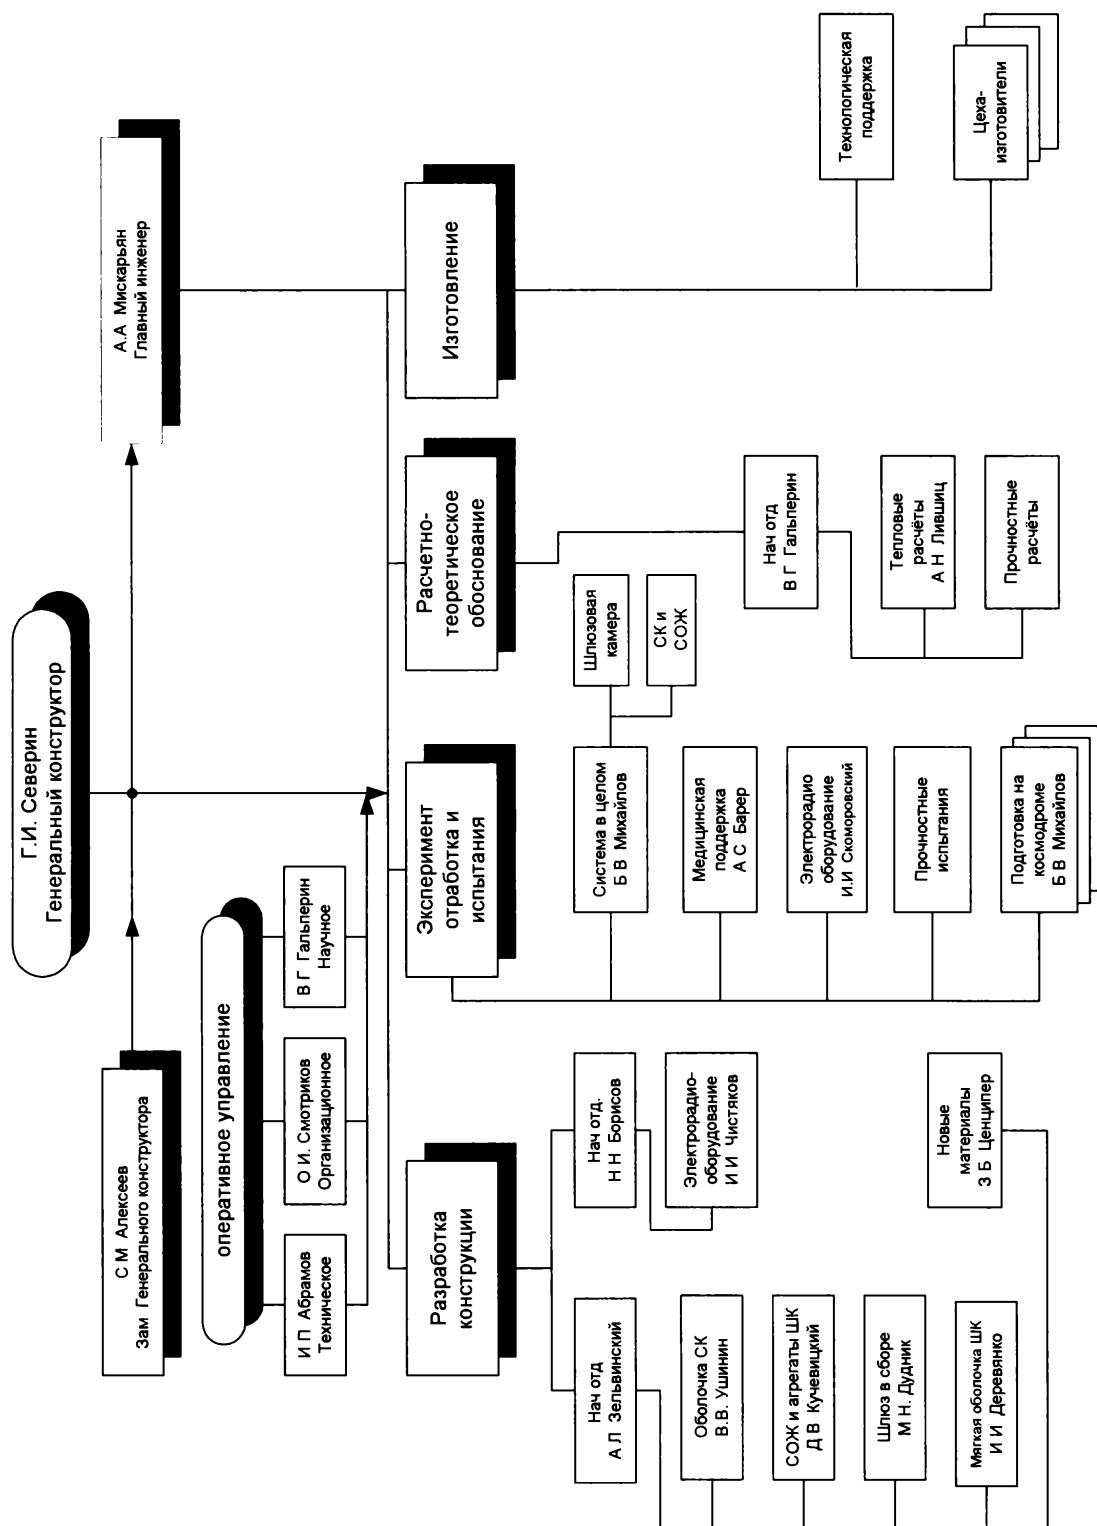 Г.И. Северин
Генеральный конструктор
С М Алексеев
Зам Генерального конструктора
А.А Мискарьян
Главный инженер
оперативное управление
И П Абрамов
Техническое
О И. Смотриков
Организационное
В Г Гальперин
Научное
Разработка
конструкции
Эксперимент
отработка и
испытания
Расчетно-
теоретическое
обоснование
Изготовление
Нач отд
А Л Зельвинский
Оболочка СК
В.В. Ушинин
СОЖ и агрегаты ШК
Д В Кучевицкий
Шлюз в сборе
М Н. Дудник
Мягкая оболочка ШК
И И Деревянко
Нач отд.
Н Н Борисов
Электрорадио-
оборудование
И И Чистяков
Новые
материалы
З Б Ценципер
Система в целом
Б В Михайлов
Шлюзовая
камера
СК и
СОЖ
Медицинская
поддержка
А С Барер
Электрорадио
оборудование
И.И Скоморовский
Прочностные
испытания
Подготовка на
космодроме
Б В Михайлов
Нач отд
В Г Гальперин
Тепловые
расчёты
А Н Лившиц
Прочностные
расчёты
Технологическая
поддержка
Цеха-
изготовители